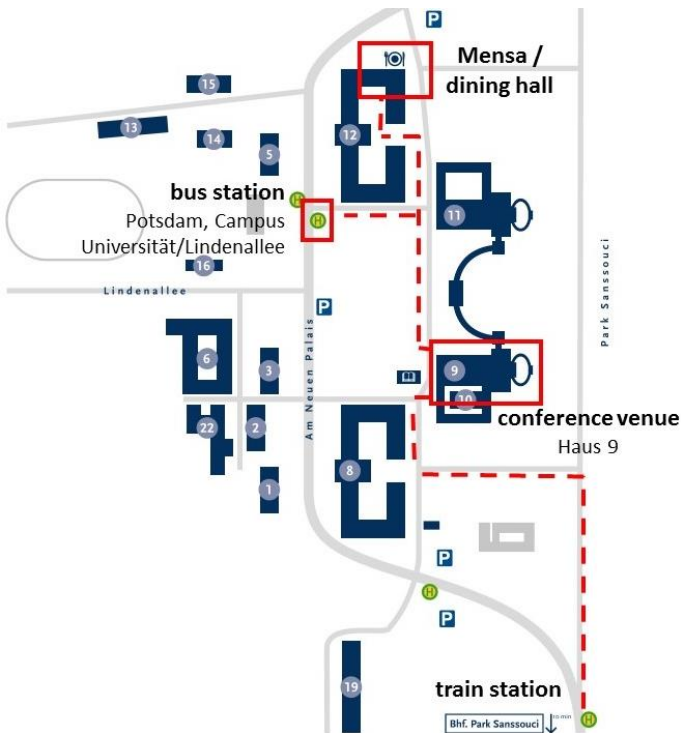 P
Mensa /
dining hall
15
13
14
5
12
bus station
H
Potsdam, Campus
Universität/Lindenallee
H
11
16
Lindenallee
P
Park Sanssouci
Am Neuen Palais
6
3
9
10
conference venue
Haus 9
22
2
8
1
P
H
P
19
train station
Bhf. Park Sanssouci
10 min
H